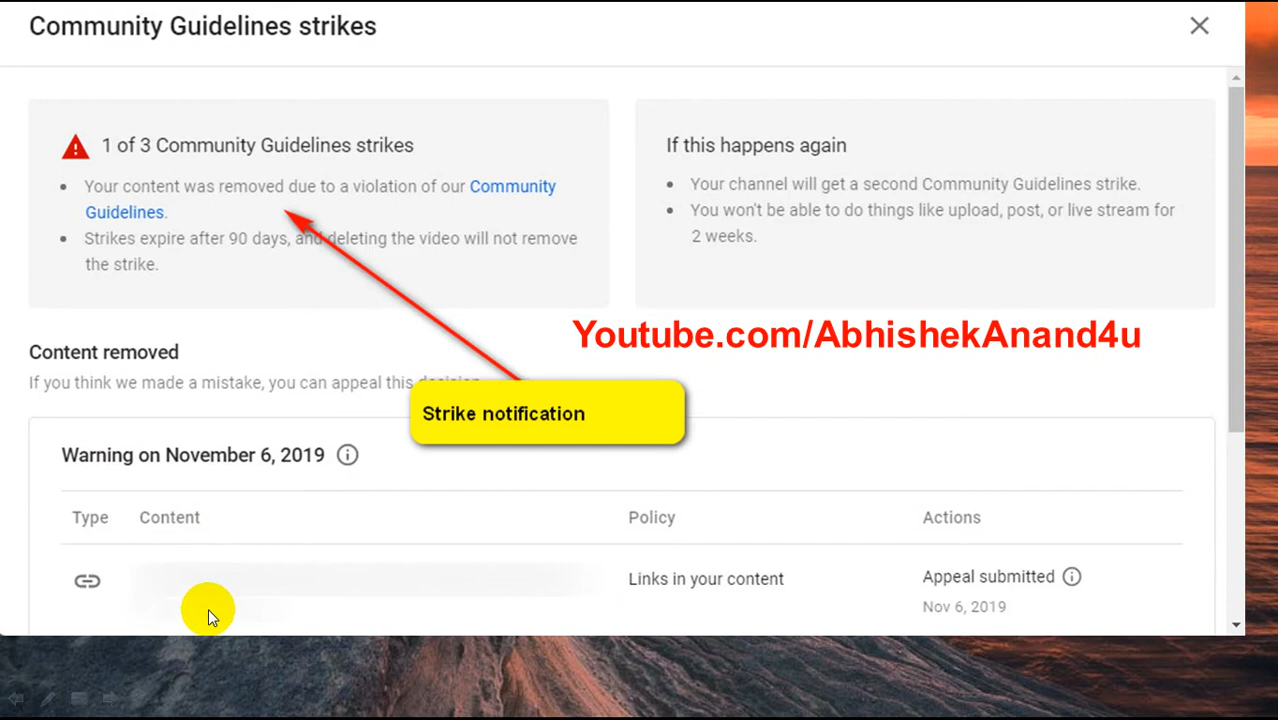 Community Guidelines strikes
1 of 3 Community Guidelines strikes
Your content was removed due to a violation of our Community
Guidelines.
Strikes expire after 90 days, and deleting the video will not remove
the strike.
If this happens again
Your channel will get a second Community Guidelines strike.
You won't be able to do things like upload, post, or live stream for
2 weeks.
Youtube.com/AbhishekAnand4u
Content removed
If you think we made a mistake, you can appeal this decision
Strike notification
Warning on November 6, 2019
Type Content Policy Actions
Links in your content Appeal submitted
Nov 6, 2019